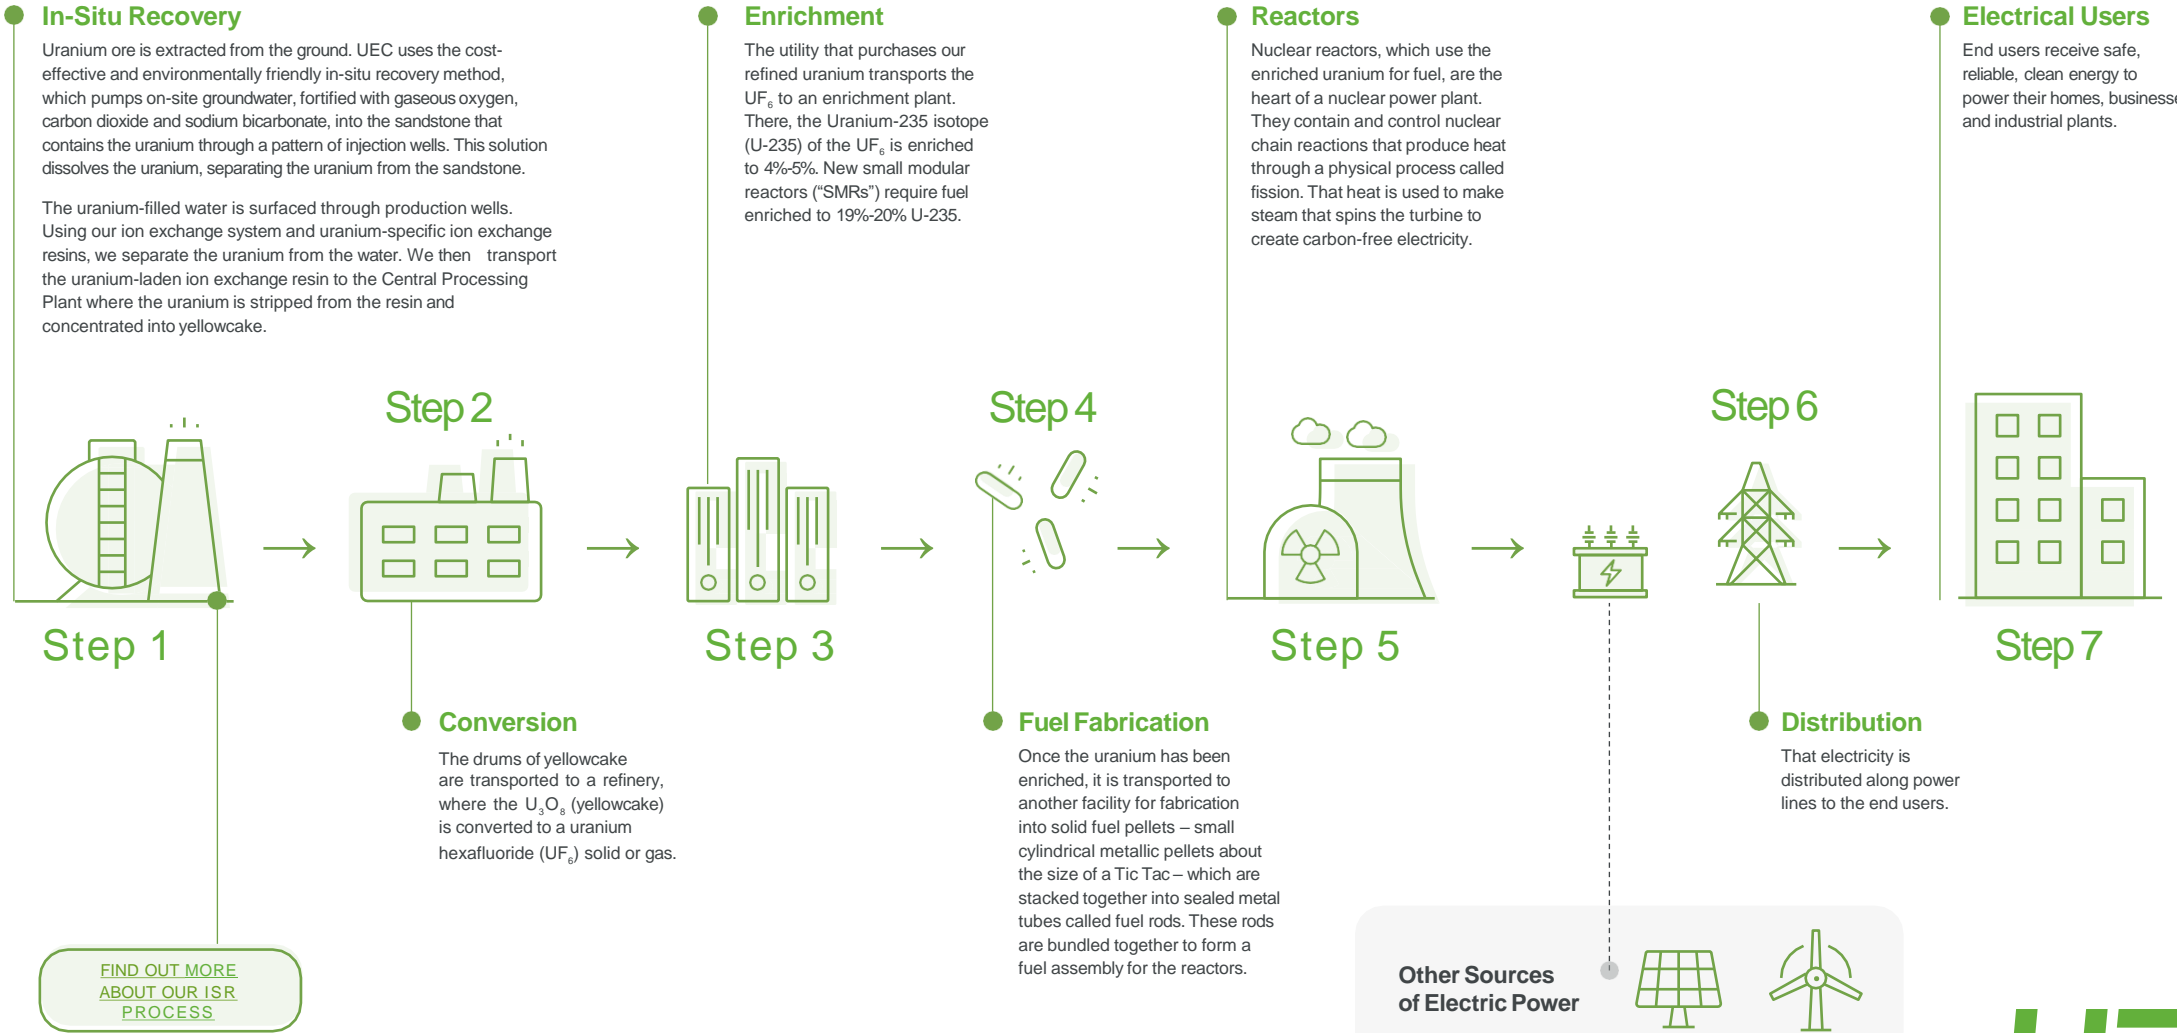 In-Situ Recovery
Uranium ore is extracted from the ground. UEC uses the cost-
effective and environmentally friendly in-situ recovery method,
which pumps on-site groundwater, fortified with gaseous oxygen,
carbon dioxide and sodium bicarbonate, into the sandstone that
contains the uranium through a pattern of injection wells. This solution
dissolves the uranium, separating the uranium from the sandstone.
The uranium-filled water is surfaced through production wells.
Using our ion exchange system and uranium-specific ion exchange
resins, we separate the uranium from the water. We then transport
the uranium-laden ion exchange resin to the Central Processing
Plant where the uranium is stripped from the resin and
concentrated into yellowcake.
Enrichment
The utility that purchases our
refined uranium transports the
UF₆ to an enrichment plant.
There, the Uranium-235 isotope
(U-235) of the UF₆ is enriched
to 4%-5%. New small modular
reactors (“SMRs”) require fuel
enriched to 19%-20% U-235.
Reactors
Nuclear reactors, which use the
enriched uranium for fuel, are the
heart of a nuclear power plant.
They contain and control nuclear
chain reactions that produce heat
through a physical process called
fission. That heat is used to make
steam that spins the turbine to
create carbon-free electricity.
Electrical Users
End users receive safe,
reliable, clean energy to
power their homes, businesse
and industrial plants.
Step 2
Step 4
Step 6
Step 1
Step 3
Step 5
Step 7
Conversion
The drums of yellowcake
are transported to a refinery,
where the U₃O₈ (yellowcake)
is converted to a uranium
hexafluoride (UF₆) solid or gas.
Fuel Fabrication
Once the uranium has been
enriched, it is transported to
another facility for fabrication
into solid fuel pellets – small
cylindrical metallic pellets about
the size of a Tic Tac – which are
stacked together into sealed metal
tubes called fuel rods. These rods
are bundled together to form a
fuel assembly for the reactors.
Distribution
That electricity is
distributed along power
lines to the end users.
FIND OUT MORE
ABOUT OUR ISR
PROCESS
Other Sources
of Electric Power